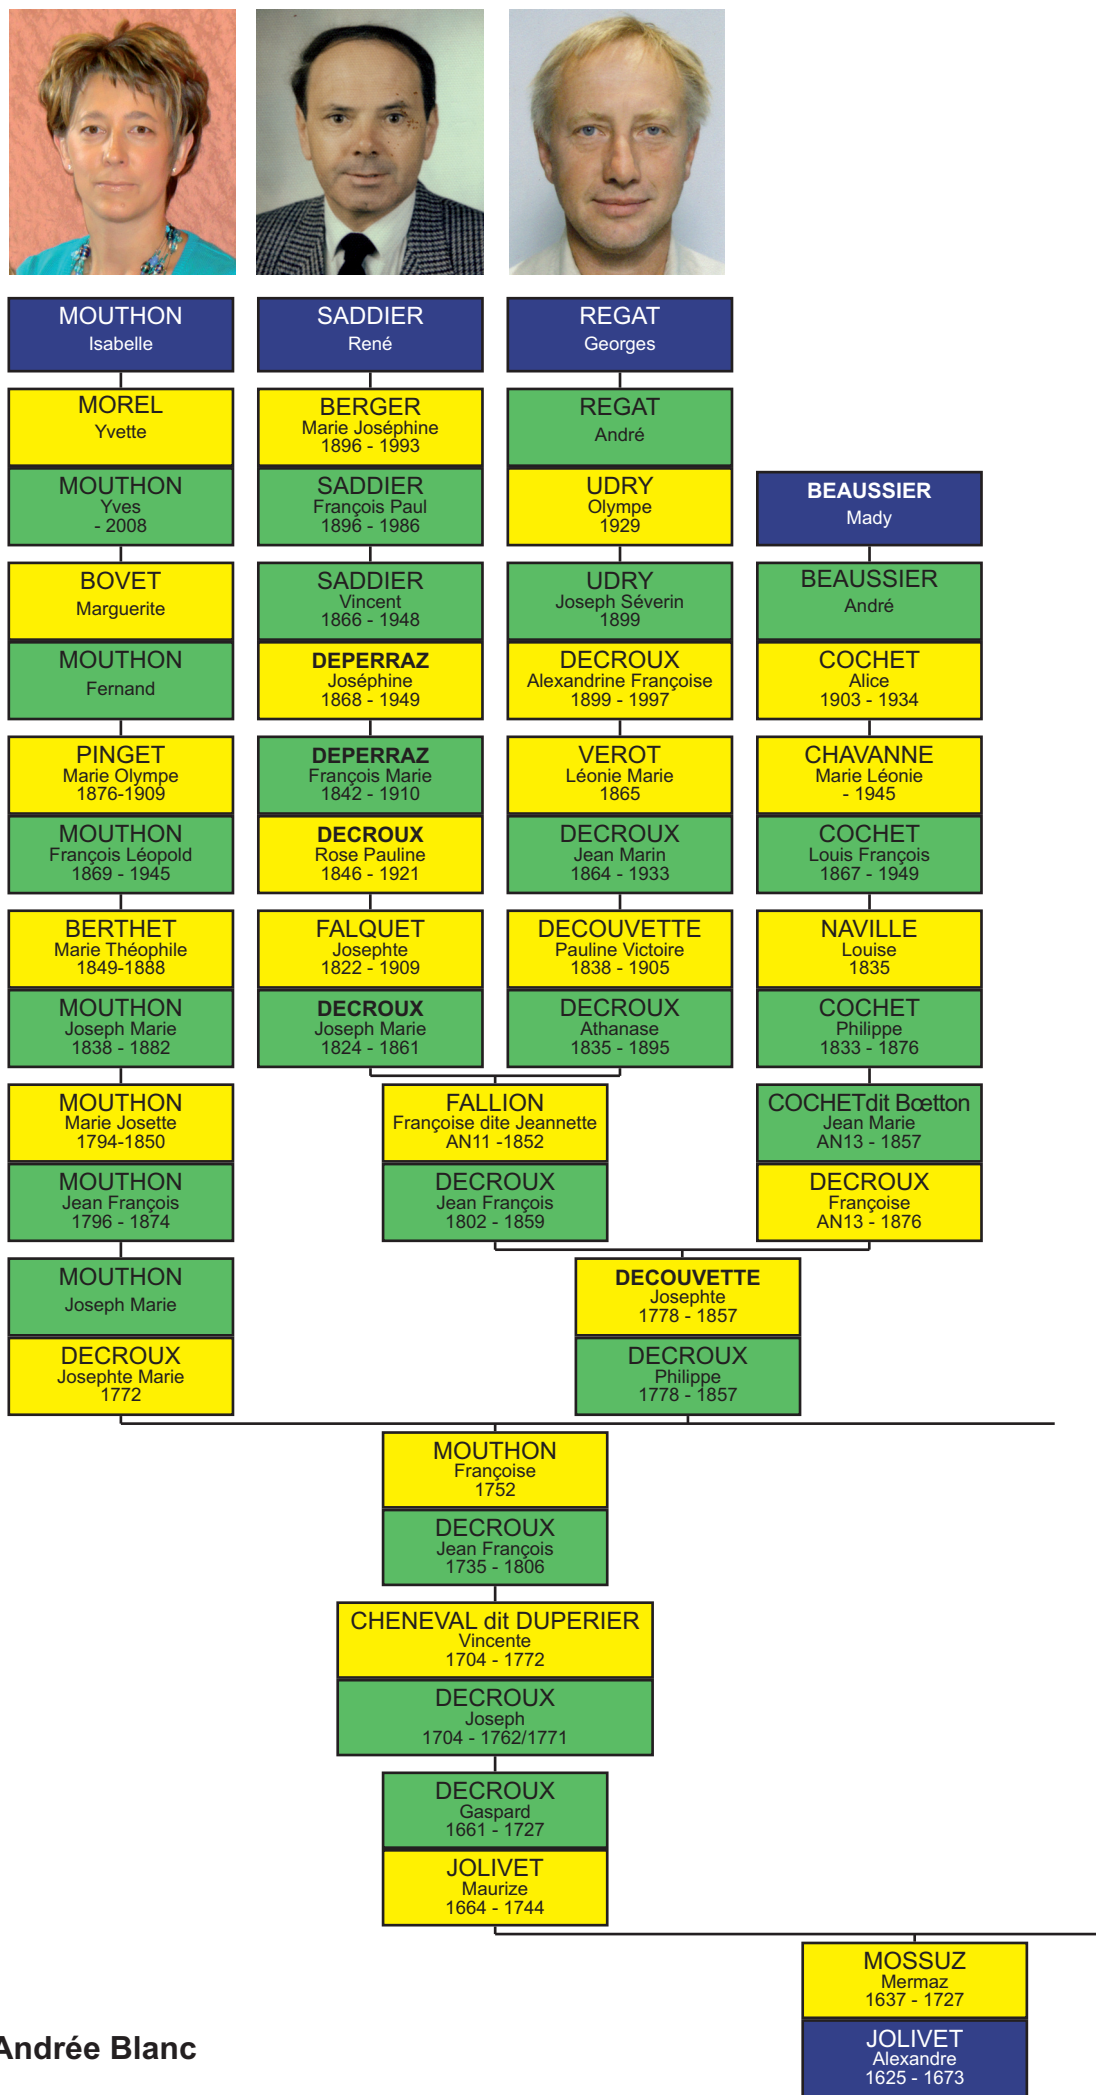 MOUTHON
Isabelle
SADDIER
René
REGAT
Georges
MOREL
Yvette
MOUTHON
Yves
- 2008
BERGER
Marie Joséphine
1896 - 1993
SADDIER
François Paul
1896 - 1986
REGAT
André
UDRY
Olympe
1929
BEAUSSIER
Mady
BOVET
Marguerite
MOUTHON
Fernand
SADDIER
Vincent
1866 - 1948
DEPERRAZ
Joséphine
1868 - 1949
UDRY
Joseph Séverin
1899
DECROUX
Alexandrine Françoise
1899 - 1997
BEAUSSIER
André
COCHET
Alice
1903 - 1934
PINGET
Marie Olympe
1876-1909
MOUTHON
François Léopold
1869 - 1945
DEPERRAZ
François Marie
1842 - 1910
DECROUX
Rose Pauline
1846 - 1921
VEROT
Léonie Marie
1865
DECROUX
Jean Marin
1864 - 1933
CHAVANNE
Marie Léonie
- 1945
COCHET
Louis François
1867 - 1949
BERTHET
Marie Théophile
1849-1888
MOUTHON
Joseph Marie
1838 - 1882
FALQUET
Josephte
1822 - 1909
DECROUX
Joseph Marie
1824 - 1861
DECOUVETTE
Pauline Victoire
1838 - 1905
DECROUX
Athanase
1835 - 1895
NAVILLE
Louise
1835
COCHET
Philippe
1833 - 1876
MOUTHON
Marie Josette
1794-1850
MOUTHON
Jean François
1796 - 1874
FALLION
Françoise dite Jeannette
AN11 -1852
DECROUX
Jean François
1802 - 1859
COCHETdit Bœtton
Jean Marie
AN13 - 1857
DECROUX
Françoise
AN13 - 1876
MOUTHON
Joseph Marie
DECROUX
Josephte Marie
1772
DECOUVETTE
Josephte
1778 - 1857
DECROUX
Philippe
1778 - 1857
MOUTHON
Françoise
1752
DECROUX
Jean François
1735 - 1806
CHENEVAL dit DUPERIER
Vincente
1704 - 1772
DECROUX
Joseph
1704 - 1762/1771
DECROUX
Gaspard
1661 - 1727
JOLIVET
Maurize
1664 - 1744
MOSSUZ
Mermaz
1637 - 1727
JOLIVET
Alexandre
1625 - 1673
Andrée Blanc